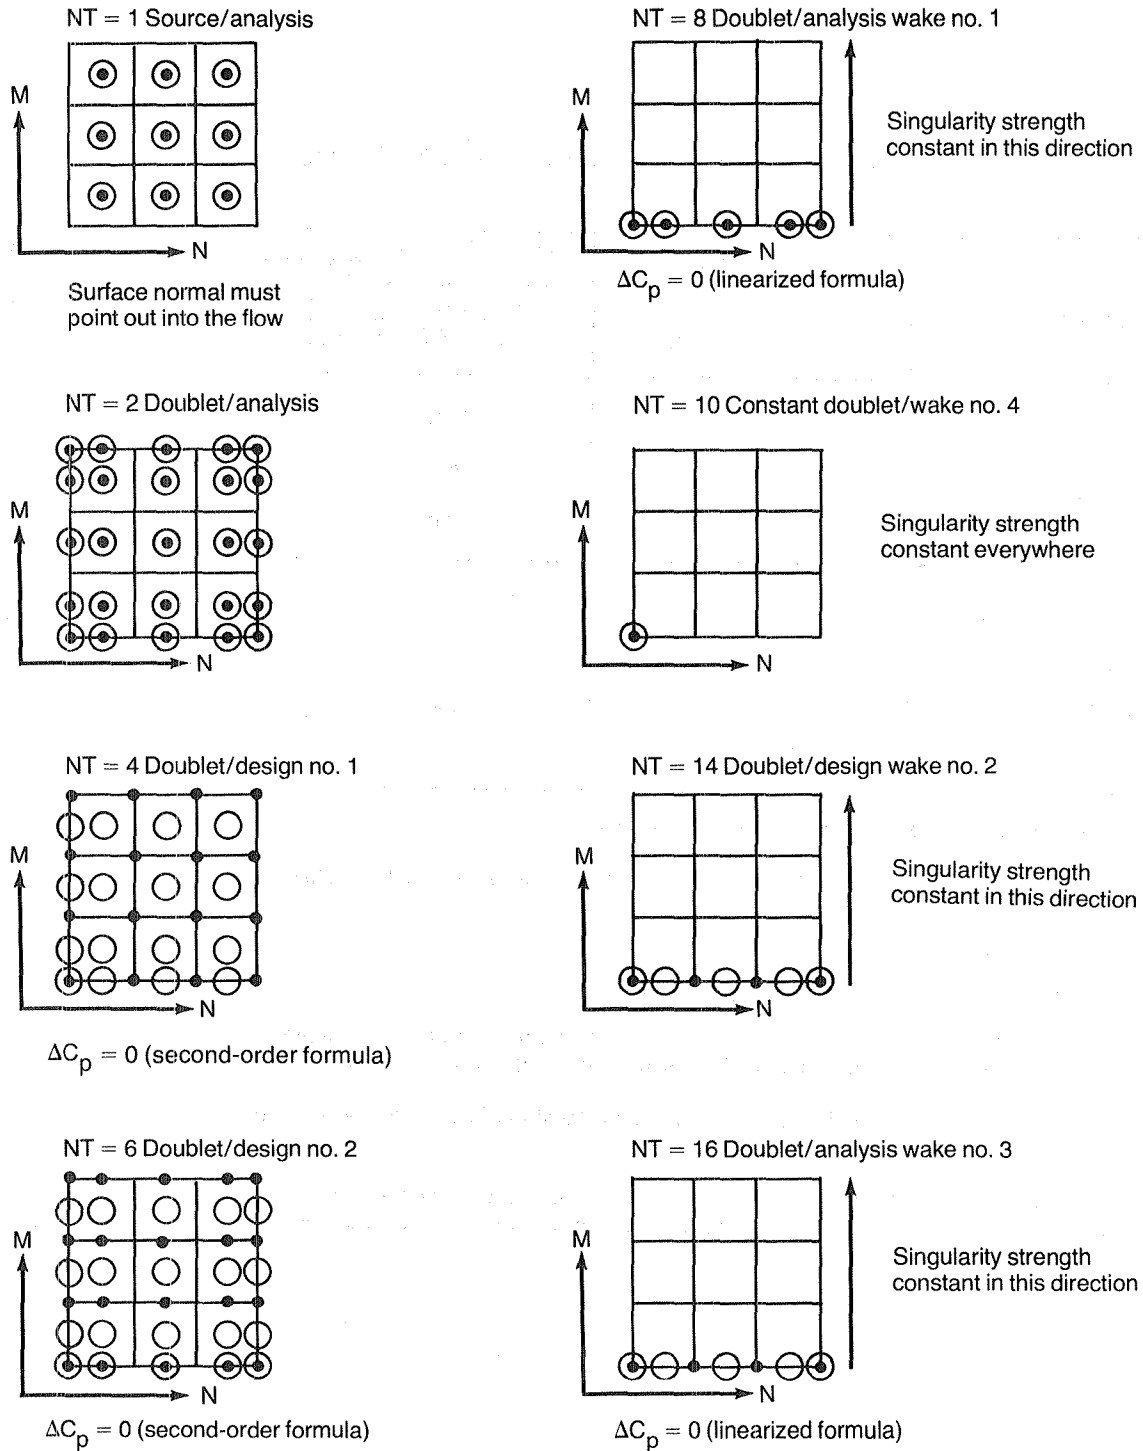 NT = 1 Source/analysis
M
N
Surface normal must
point out into the flow
NT = 8 Doublet/analysis wake no. 1
M
N
Singularity strength
constant in this direction
ΔCp = 0 (linearized formula)
NT = 2 Doublet/analysis
M
N
NT = 10 Constant doublet/wake no. 4
M
N
Singularity strength
constant everywhere
NT = 4 Doublet/design no. 1
M
N
ΔCp = 0 (second-order formula)
NT = 14 Doublet/design wake no. 2
M
N
Singularity strength
constant in this direction
NT = 6 Doublet/design no. 2
M
N
ΔCp = 0 (second-order formula)
NT = 16 Doublet/analysis wake no. 3
M
N
Singularity strength
constant in this direction
ΔCp = 0 (linearized formula)